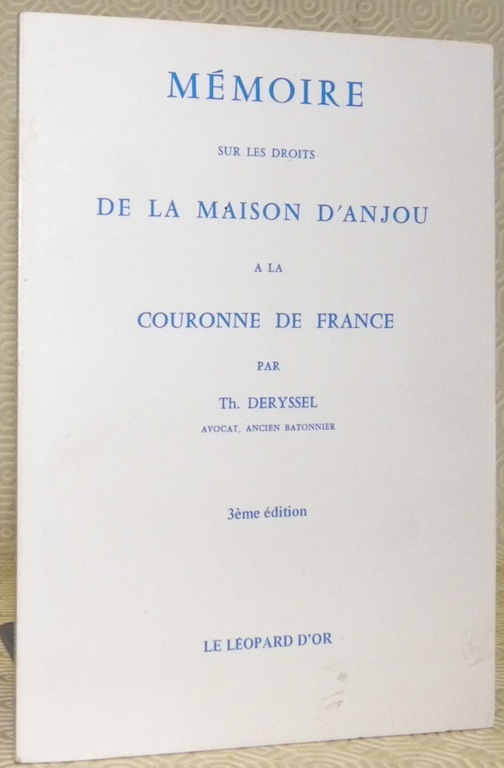 MÉMOIRE
SUR LES DROITS
DE LA MAISON D'ANJOU
A LA
COURONNE DE FRANCE
PAR
Th. DERYSSEL
AVOCAT, ANCIEN BATONNIER
3ème édition
LE LÉOPARD D'OR